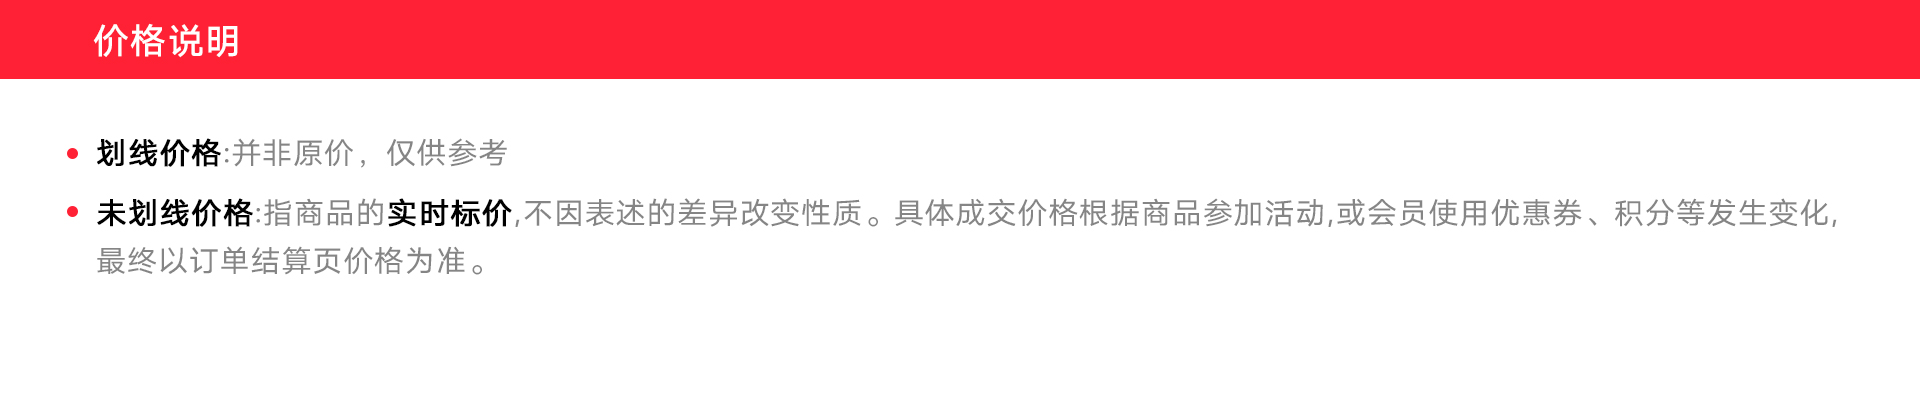 价格说明
划线价格:并非原价，仅供参考
未划线价格:指商品的实时标价,不因表述的差异改变性质。具体成交价格根据商品参加活动,或会员使用优惠券、积分等发生变化,
最终以订单结算页价格为准。